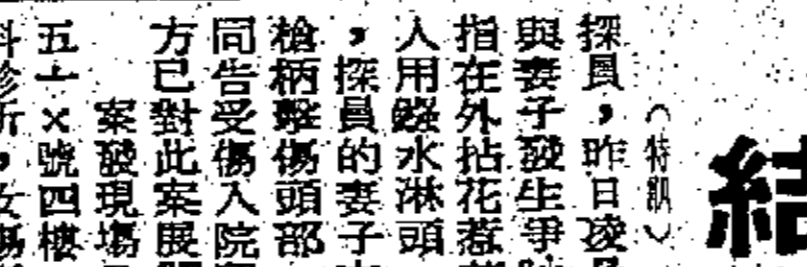 結
（特訊）
探員，昨日凌
與妻子發生爭
指在外拈花惹
人用鏹水淋頭
，探員的妻子
槍柄擊傷頭部
同告受傷入院
方已對此案展
案發現場
五十×號四樓
診所，女傷